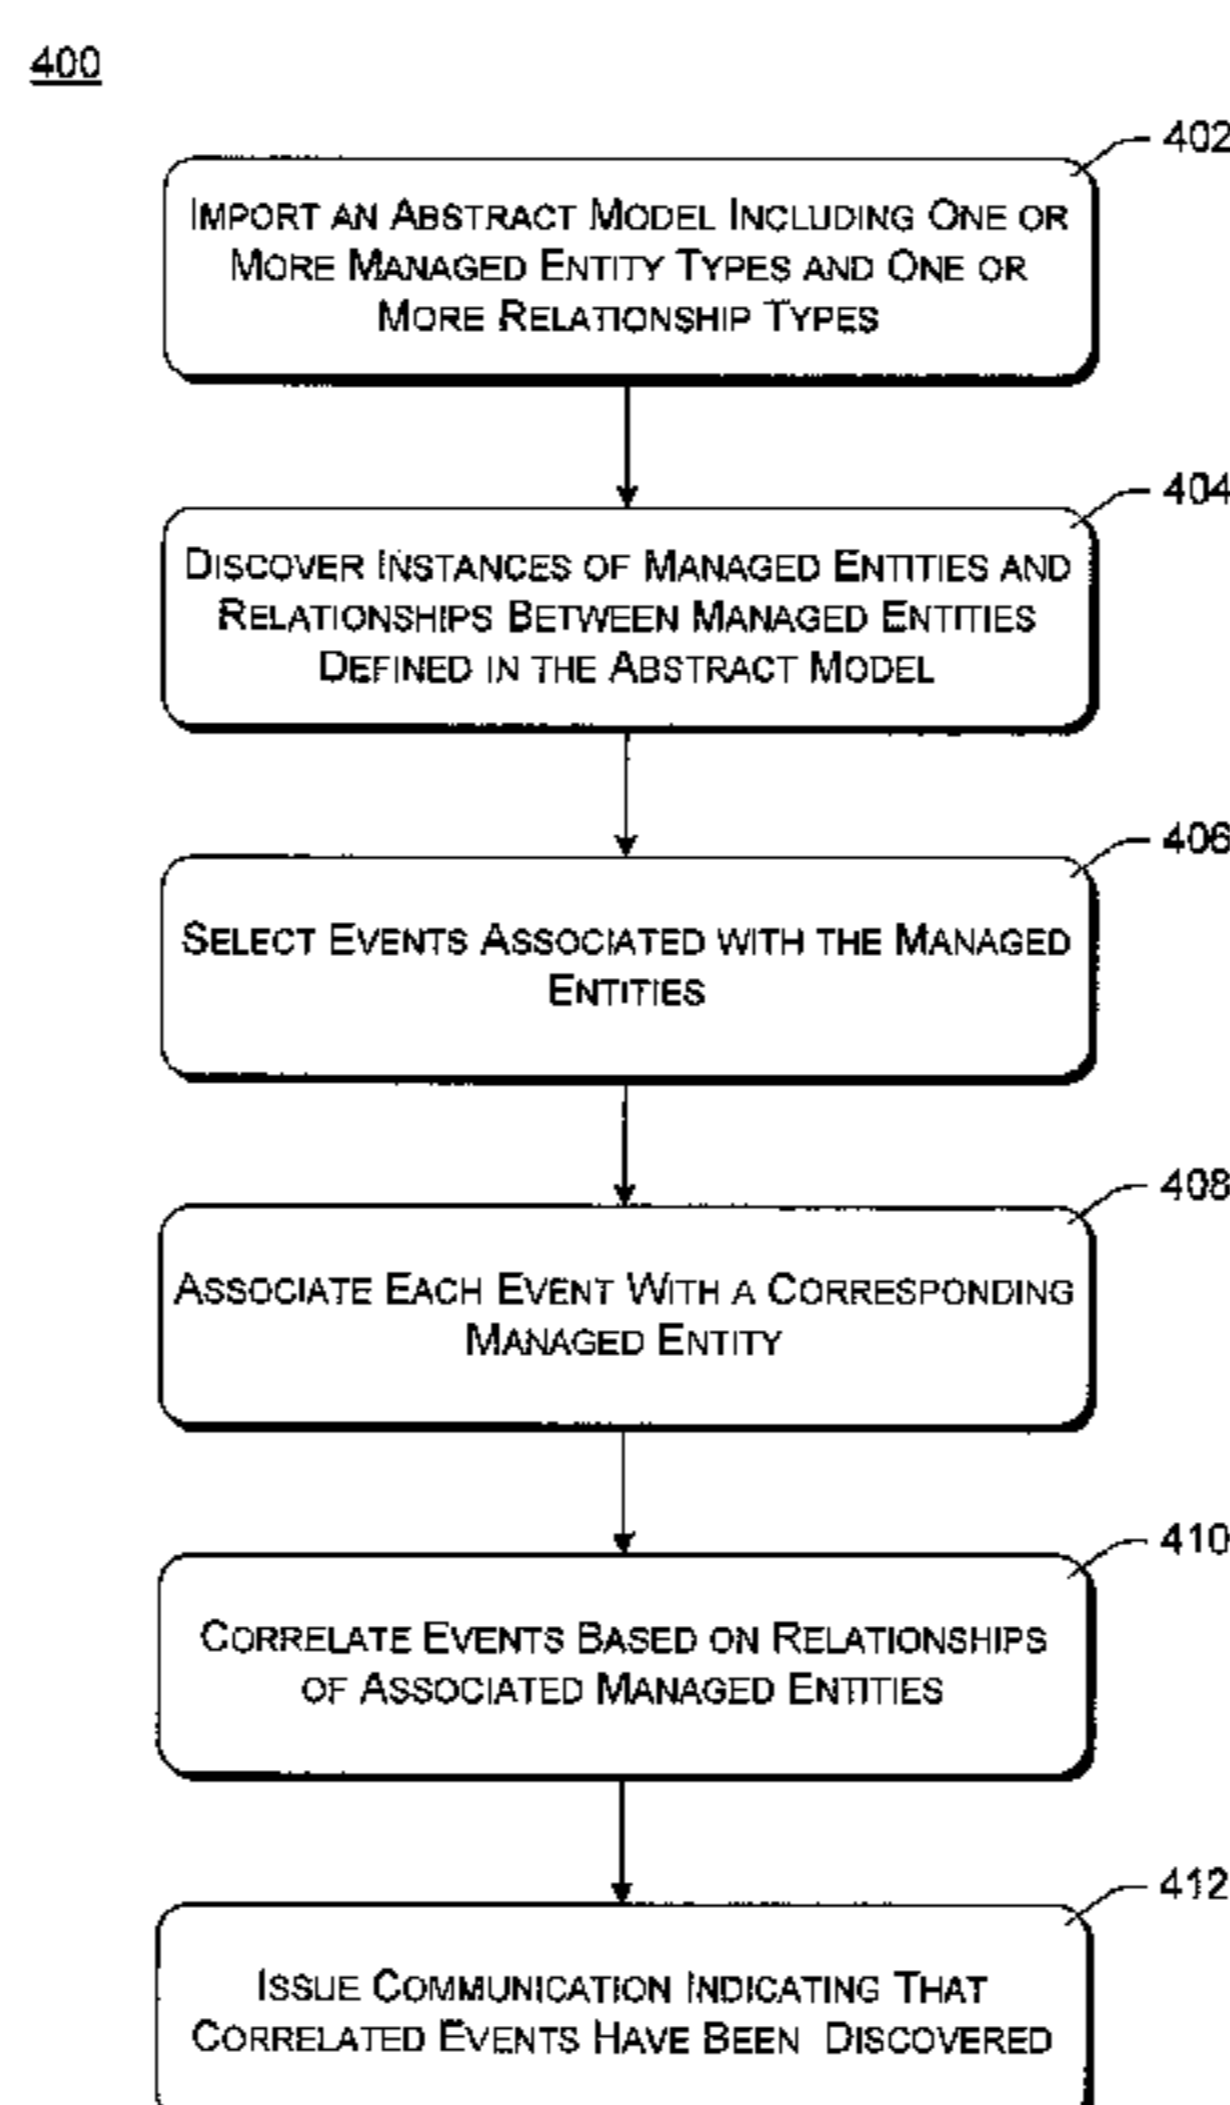 400
402
IMPORT AN ABSTRACT MODEL INCLUDING ONE OR
MORE MANAGED ENTITY TYPES AND ONE OR
MORE RELATIONSHIP TYPES
404
DISCOVER INSTANCES OF MANAGED ENTITIES AND
RELATIONSHIPS BETWEEN MANAGED ENTITIES
DEFINED IN THE ABSTRACT MODEL
406
SELECT EVENTS ASSOCIATED WITH THE MANAGED
ENTITIES
408
ASSOCIATE EACH EVENT WITH A CORRESPONDING
MANAGED ENTITY
410
CORRELATE EVENTS BASED ON RELATIONSHIPS
OF ASSOCIATED MANAGED ENTITIES
412
ISSUE COMMUNICATION INDICATING THAT
CORRELATED EVENTS HAVE BEEN DISCOVERED